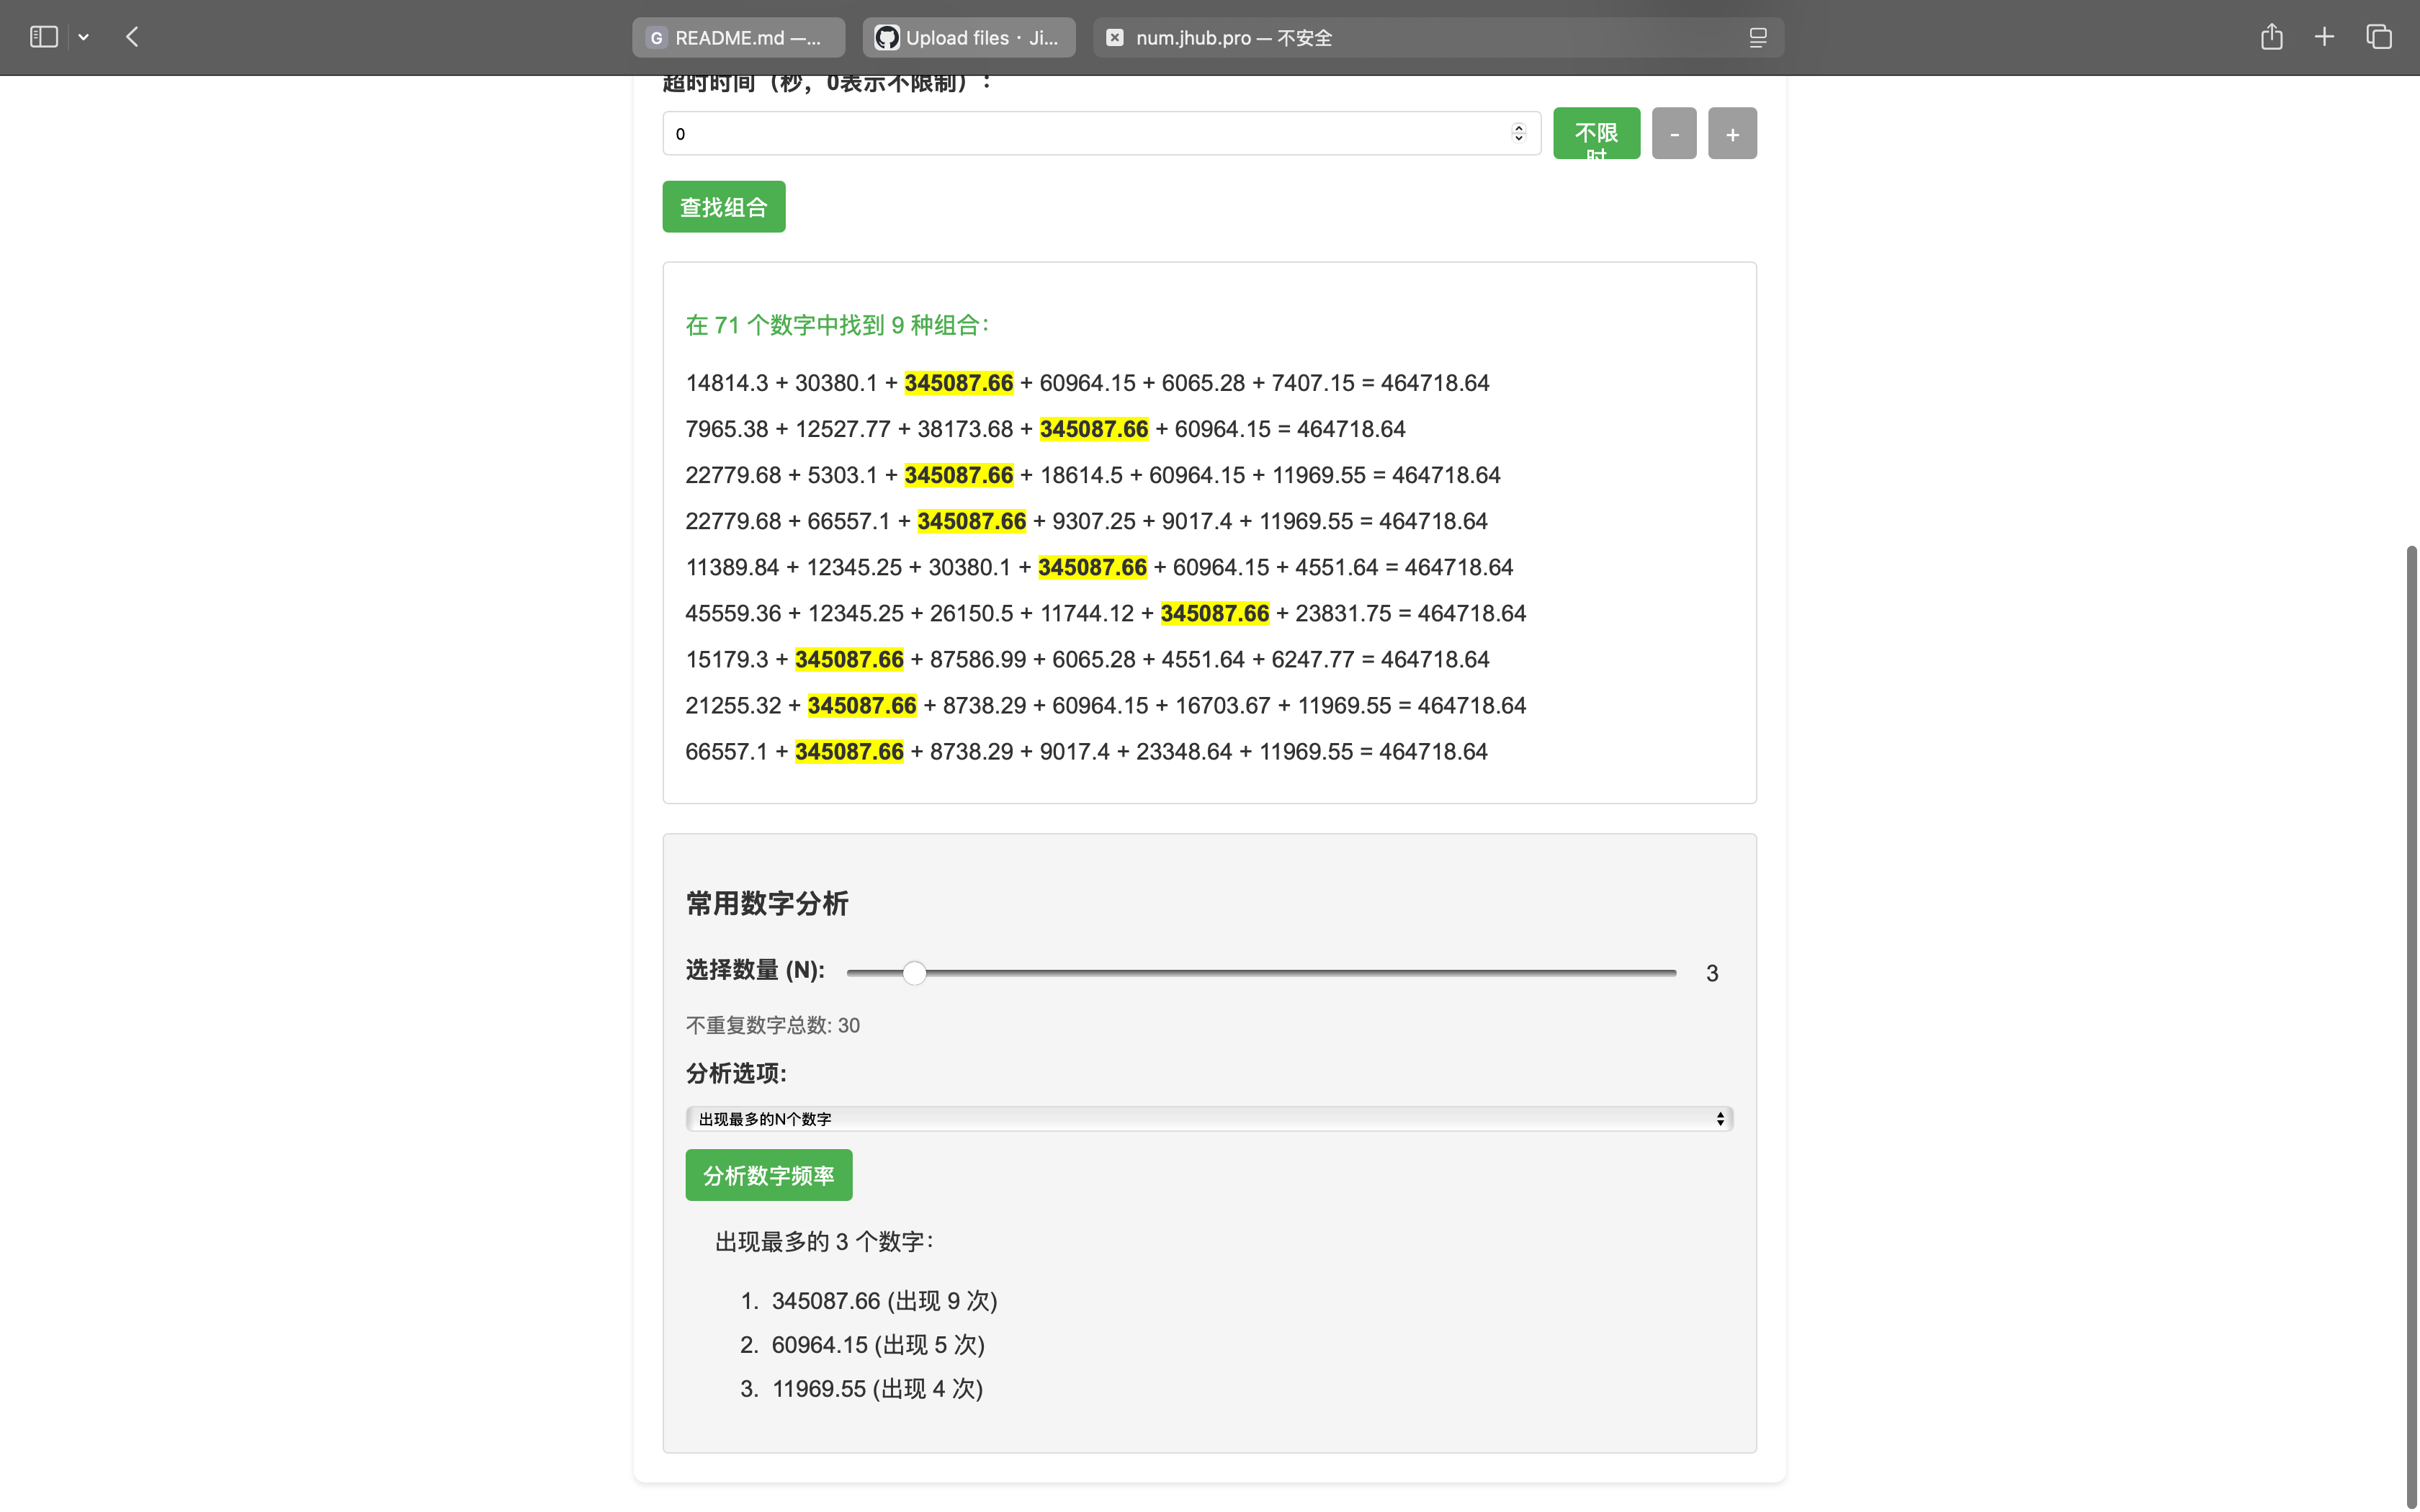 README.md —...
Upload files · Ji...
num.jhub.pro — 不安全
超时时间（秒，0表示不限制）：
0
不限时
-
+
查找组合
在 71 个数字中找到 9 种组合：
14814.3 + 30380.1 + 345087.66 + 60964.15 + 6065.28 + 7407.15 = 464718.64
7965.38 + 12527.77 + 38173.68 + 345087.66 + 60964.15 = 464718.64
22779.68 + 5303.1 + 345087.66 + 18614.5 + 60964.15 + 11969.55 = 464718.64
22779.68 + 66557.1 + 345087.66 + 9307.25 + 9017.4 + 11969.55 = 464718.64
11389.84 + 12345.25 + 30380.1 + 345087.66 + 60964.15 + 4551.64 = 464718.64
45559.36 + 12345.25 + 26150.5 + 11744.12 + 345087.66 + 23831.75 = 464718.64
15179.3 + 345087.66 + 87586.99 + 6065.28 + 4551.64 + 6247.77 = 464718.64
21255.32 + 345087.66 + 8738.29 + 60964.15 + 16703.67 + 11969.55 = 464718.64
66557.1 + 345087.66 + 8738.29 + 9017.4 + 23348.64 + 11969.55 = 464718.64
常用数字分析
选择数量 (N):
3
不重复数字总数: 30
分析选项:
出现最多的N个数字
分析数字频率
出现最多的 3 个数字：
1. 345087.66 (出现 9 次)
2. 60964.15 (出现 5 次)
3. 11969.55 (出现 4 次)